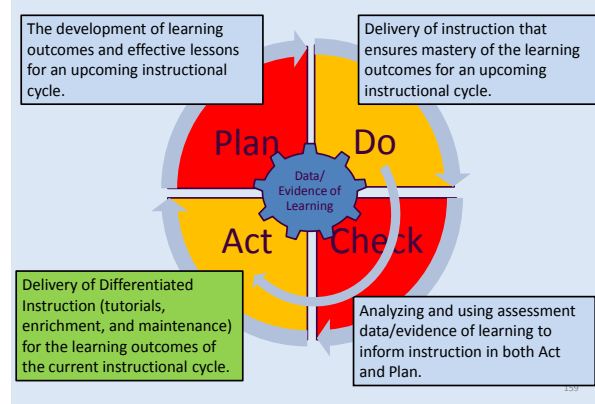 The development of learning
outcomes and effective lessons
for an upcoming instructional
cycle.
Delivery of instruction that
ensures mastery of the learning
outcomes for an upcoming
instructional cycle.
Plan
Do
Data/
Evidence of
Learning
Act
Check
Delivery of Differentiated
Instruction (tutorials,
enrichment, and maintenance)
for the learning outcomes of
the current instructional cycle.
Analyzing and using assessment
data/evidence of learning to
inform instruction in both Act
and Plan.
159